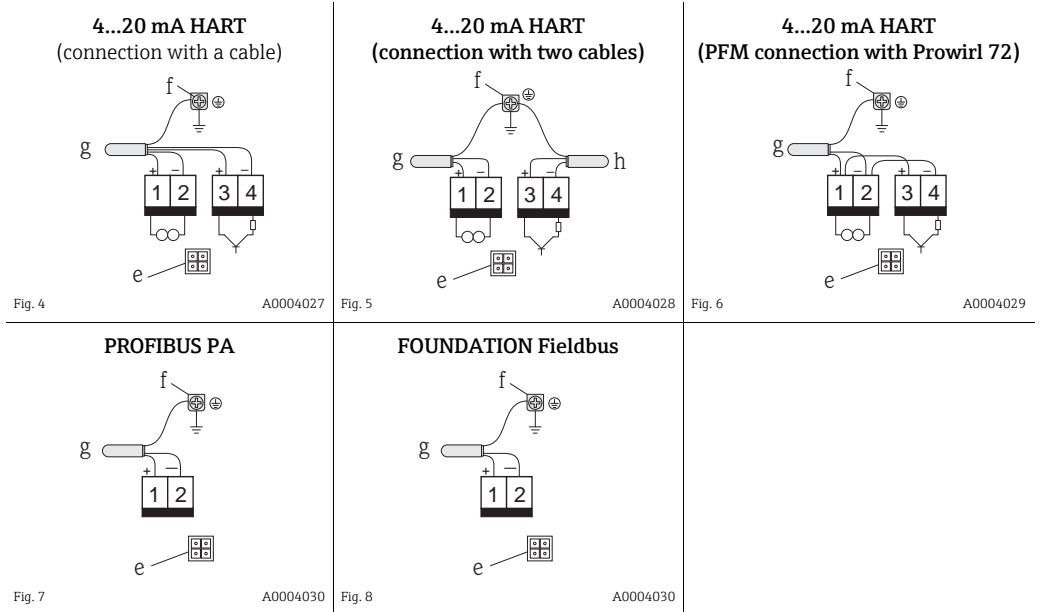 4...20 mA HART
(connection with a cable)
f
g
+ – + –
1 2 3 4
e
Fig. 4 A0004027
4...20 mA HART
(connection with two cables)
f
g h
+ – + –
1 2 3 4
e
Fig. 5 A0004028
4...20 mA HART
(PFM connection with Prowirl 72)
f
g
+ – + –
1 2 3 4
e
Fig. 6 A0004029
PROFIBUS PA
f
g
+ –
1 2
e
Fig. 7 A0004030
FOUNDATION Fieldbus
f
g
+ –
1 2
e
Fig. 8 A0004030